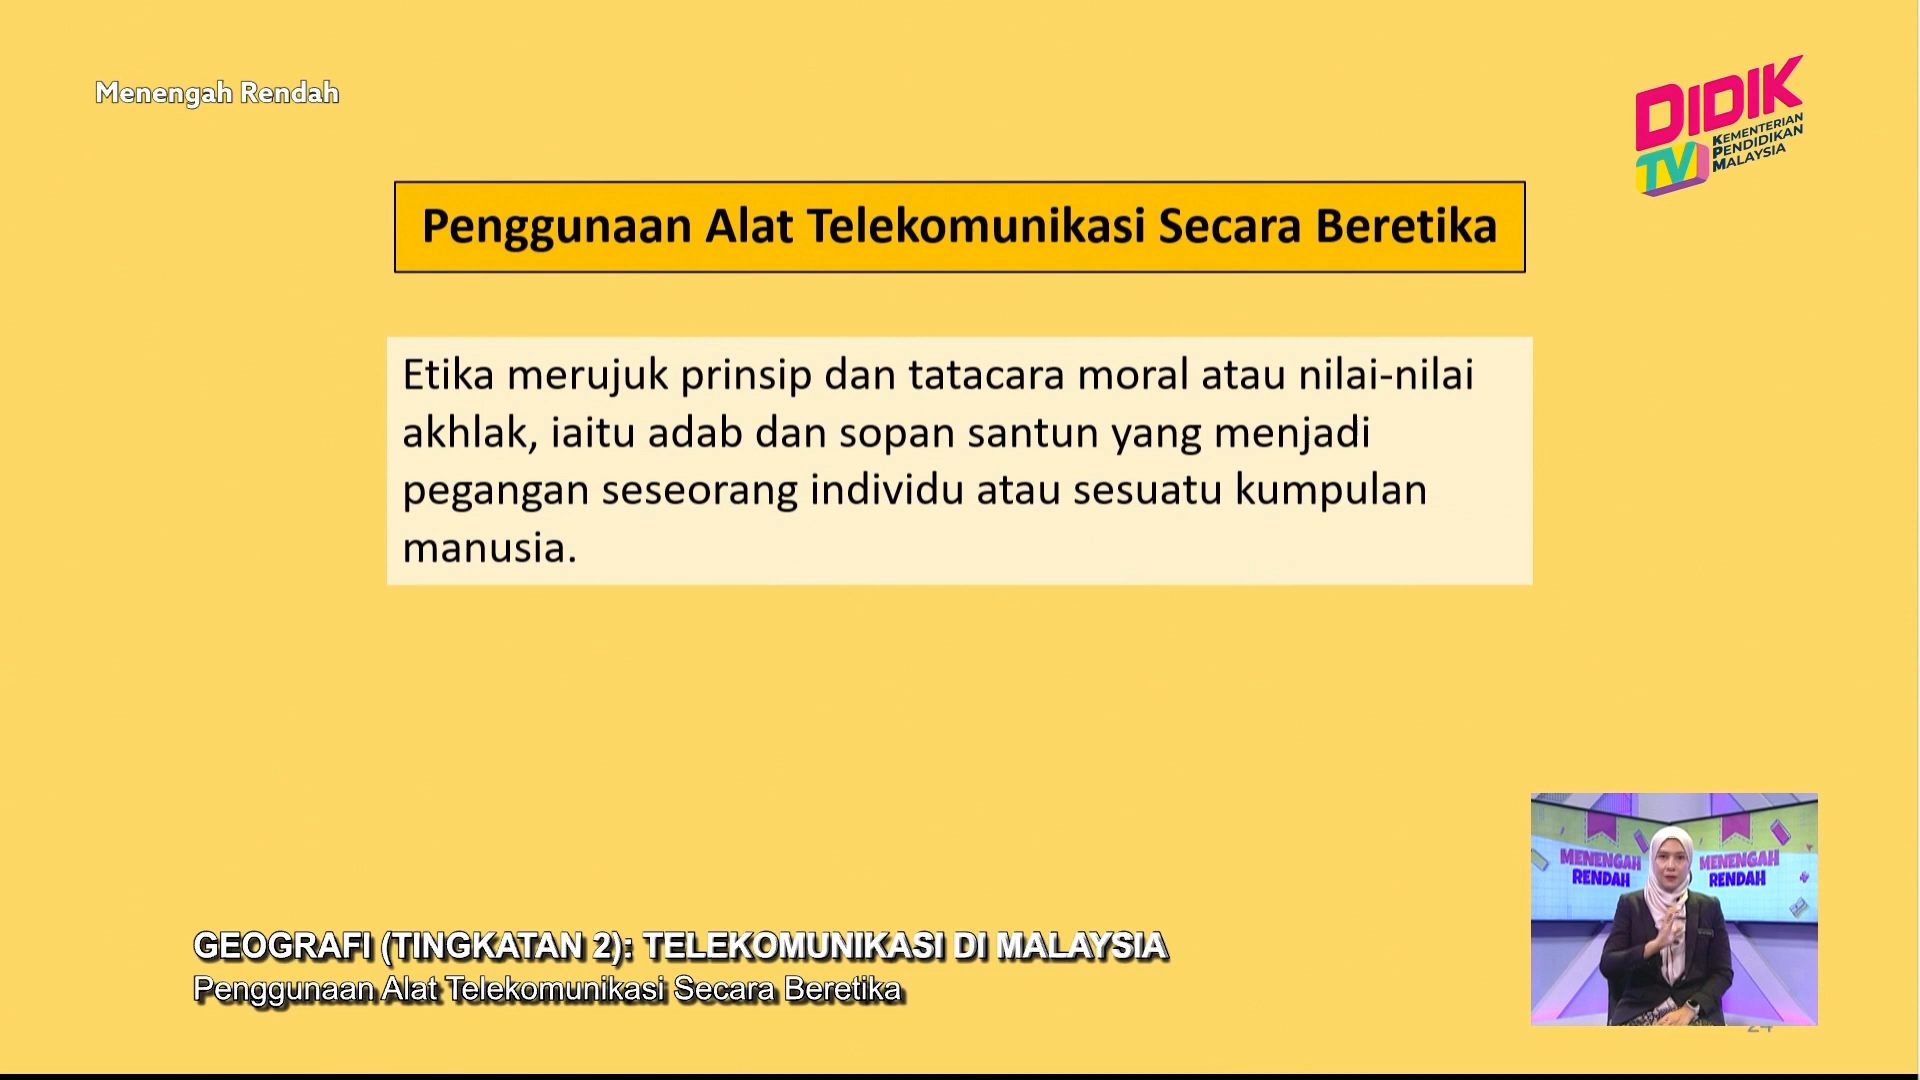 Menengah Rendah
DIDIK
TV
KEMENTERIAN
PENDIDIKAN
MALAYSIA
Penggunaan Alat Telekomunikasi Secara Beretika
Etika merujuk prinsip dan tatacara moral atau nilai-nilai
akhlak, iaitu adab dan sopan santun yang menjadi
pegangan seseorang individu atau sesuatu kumpulan
manusia.
MENENGAH
RENDAH
MENENGAH
RENDAH
GEOGRAFI (TINGKATAN 2): TELEKOMUNIKASI DI MALAYSIA
Penggunaan Alat Telekomunikasi Secara Beretika